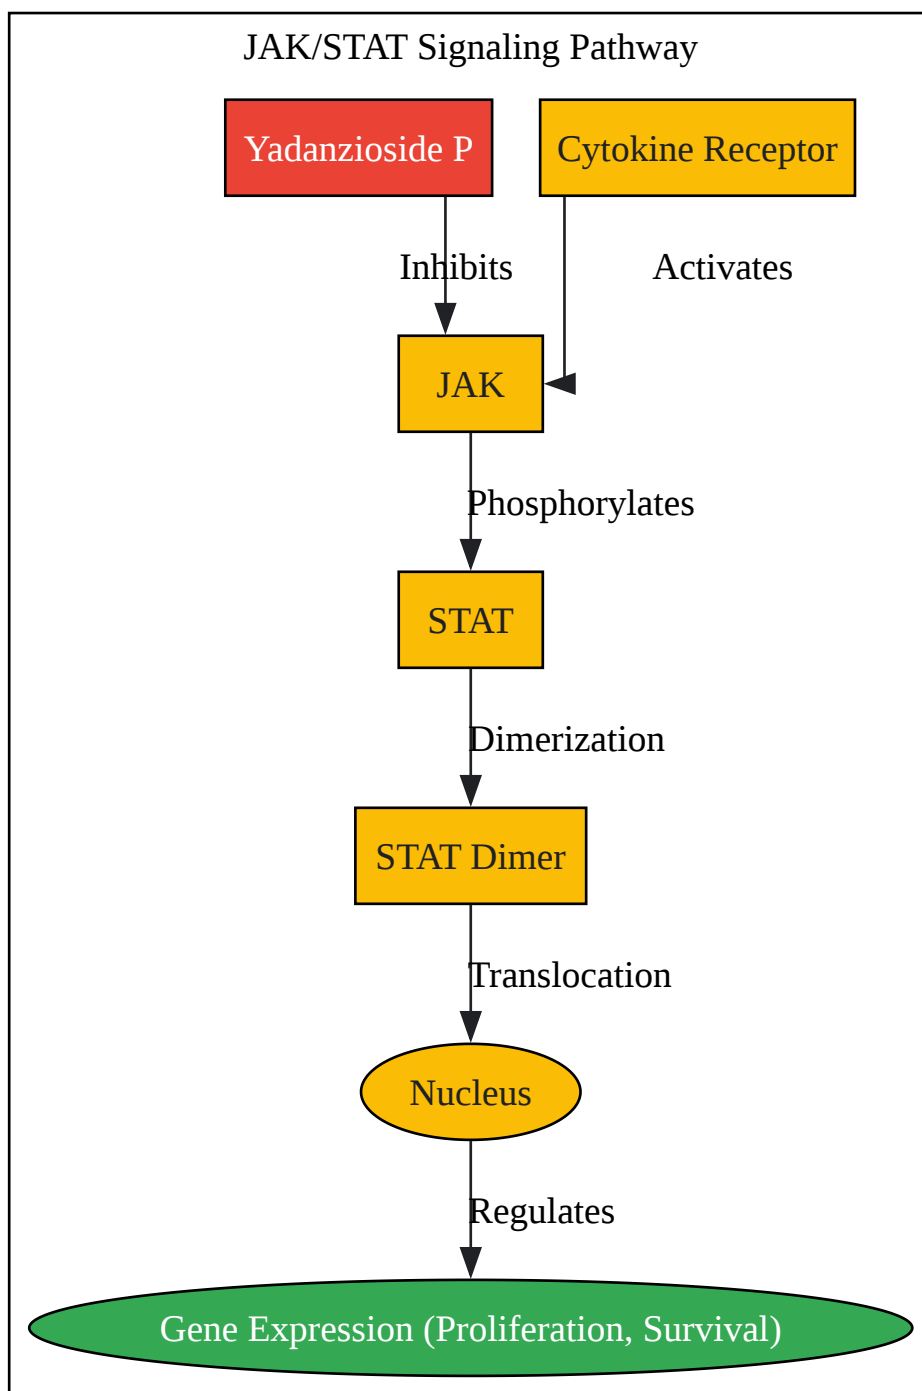 JAK/STAT Signaling Pathway
Yadanzioside P
Cytokine Receptor
Inhibits
Activates
JAK
Phosphorylates
STAT
Dimerization
STAT Dimer
Translocation
Nucleus
Regulates
Gene Expression (Proliferation, Survival)